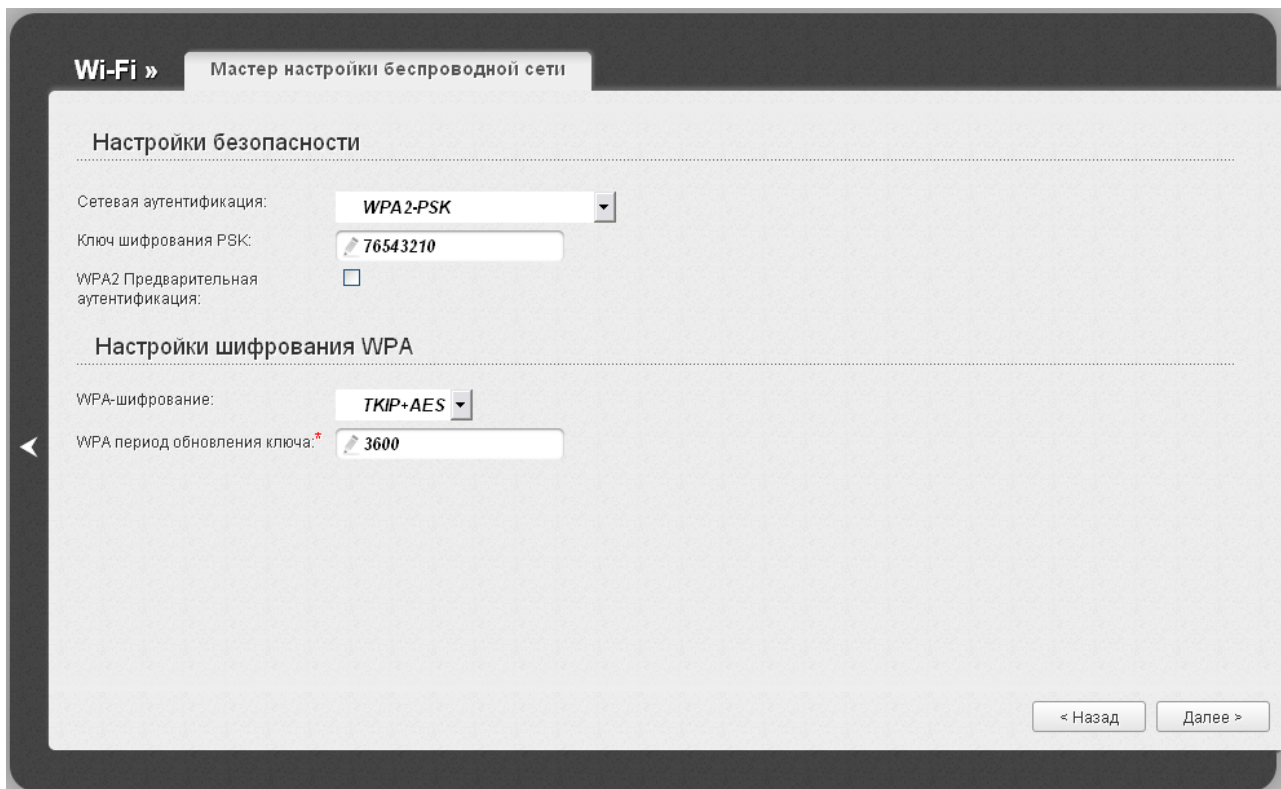 Wi-Fi » Мастер настройки беспроводной сети
Настройки безопасности
Сетевая аутентификация: WPA2-PSK
Ключ шифрования PSK: 76543210
WPA2 Предварительная
аутентификация:
Настройки шифрования WPA
WPA-шифрование: TKIP+AES
WPA период обновления ключа:* 3600
< Назад Далее >